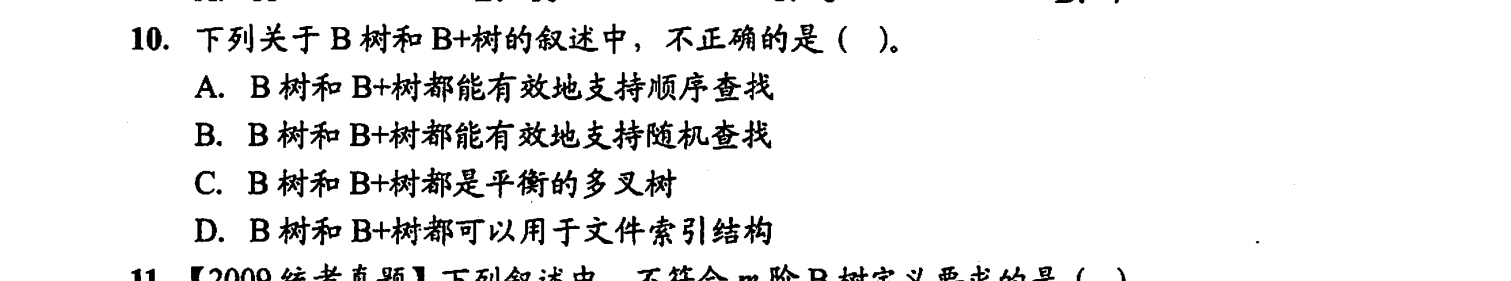 10. 下列关于 B 树和 B+树的叙述中，不正确的是（ ）。
A. B 树和 B+树都能有效地支持顺序查找
B. B 树和 B+树都能有效地支持随机查找
C. B 树和 B+树都是平衡的多叉树
D. B 树和 B+树都可以用于文件索引结构
11. 【2009 统考真题】下列叙述中，不符合 m 阶 B 树定义要求的是（ ）